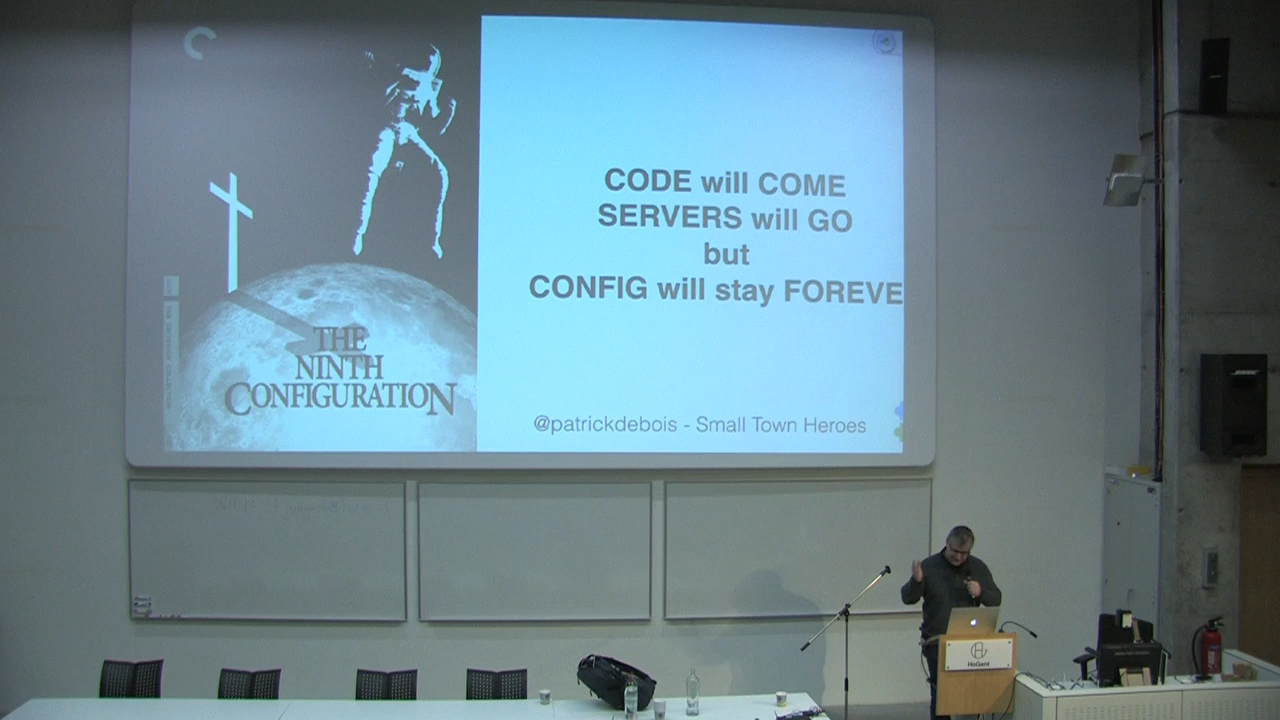 THE
NINTH
CONFIGURATION
CODE will COME
SERVERS will GO
but
CONFIG will stay FOREVE
@patrickdebois - Small Town Heroes
BOSE
HoGent